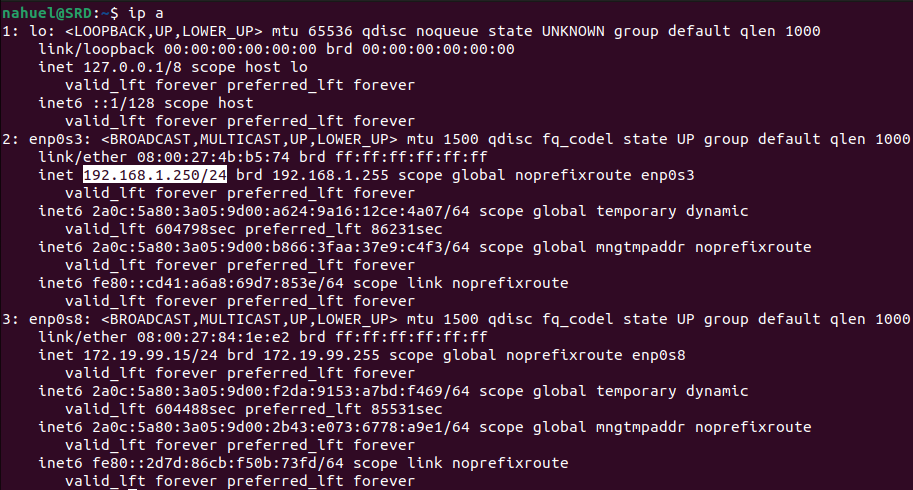 nahuel@SRD:~$ ip a
1: lo: <LOOPBACK,UP,LOWER_UP> mtu 65536 qdisc noqueue state UNKNOWN group default qlen 1000
    link/loopback 00:00:00:00:00:00 brd 00:00:00:00:00:00
    inet 127.0.0.1/8 scope host lo
       valid_lft forever preferred_lft forever
    inet6 ::1/128 scope host
       valid_lft forever preferred_lft forever
2: enp0s3: <BROADCAST,MULTICAST,UP,LOWER_UP> mtu 1500 qdisc fq_codel state UP group default qlen 1000
    link/ether 08:00:27:4b:b5:74 brd ff:ff:ff:ff:ff:ff
    inet 192.168.1.250/24 brd 192.168.1.255 scope global noprefixroute enp0s3
       valid_lft forever preferred_lft forever
    inet6 2a0c:5a80:3a05:9d00:a624:9a16:12ce:4a07/64 scope global temporary dynamic
       valid_lft 604798sec preferred_lft 86231sec
    inet6 2a0c:5a80:3a05:9d00:b866:3faa:37e9:c4f3/64 scope global mngtmpaddr noprefixroute
       valid_lft forever preferred_lft forever
    inet6 fe80::cd41:a6a8:69d7:853e/64 scope link noprefixroute
       valid_lft forever preferred_lft forever
3: enp0s8: <BROADCAST,MULTICAST,UP,LOWER_UP> mtu 1500 qdisc fq_codel state UP group default qlen 1000
    link/ether 08:00:27:84:1e:e2 brd ff:ff:ff:ff:ff:ff
    inet 172.19.99.15/24 brd 172.19.99.255 scope global noprefixroute enp0s8
       valid_lft forever preferred_lft forever
    inet6 2a0c:5a80:3a05:9d00:f2da:9153:a7bd:f469/64 scope global temporary dynamic
       valid_lft 604488sec preferred_lft 85531sec
    inet6 2a0c:5a80:3a05:9d00:2b43:e073:6778:a9e1/64 scope global mngtmpaddr noprefixroute
       valid_lft forever preferred_lft forever
    inet6 fe80::2d7d:86cb:f50b:73fd/64 scope link noprefixroute
       valid_lft forever preferred_lft forever